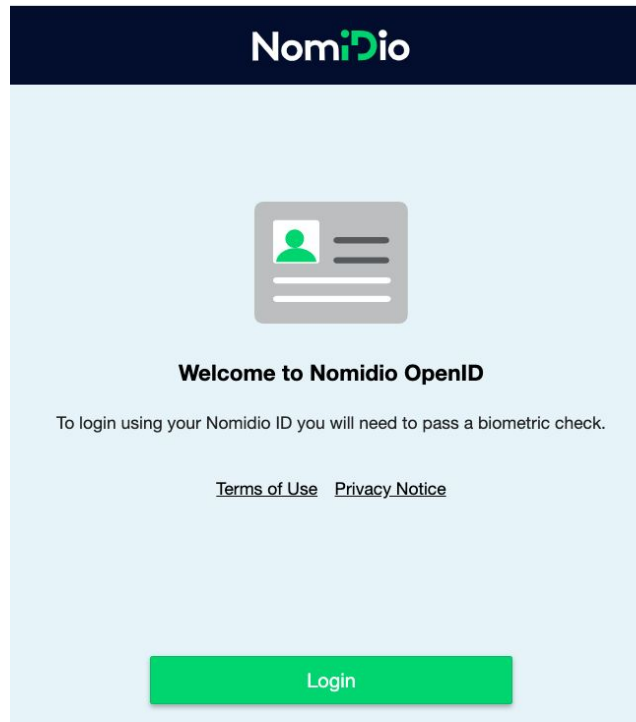 NomiDio
Welcome to Nomidio OpenID
To login using your Nomidio ID you will need to pass a biometric check.
Terms of Use Privacy Notice
Login